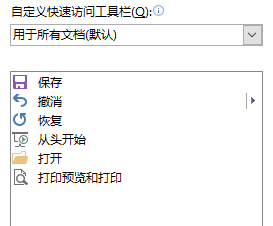 自定义快速访问工具栏(Q):
用于所有文档(默认)
保存
撤消
恢复
从头开始
打开
打印预览和打印